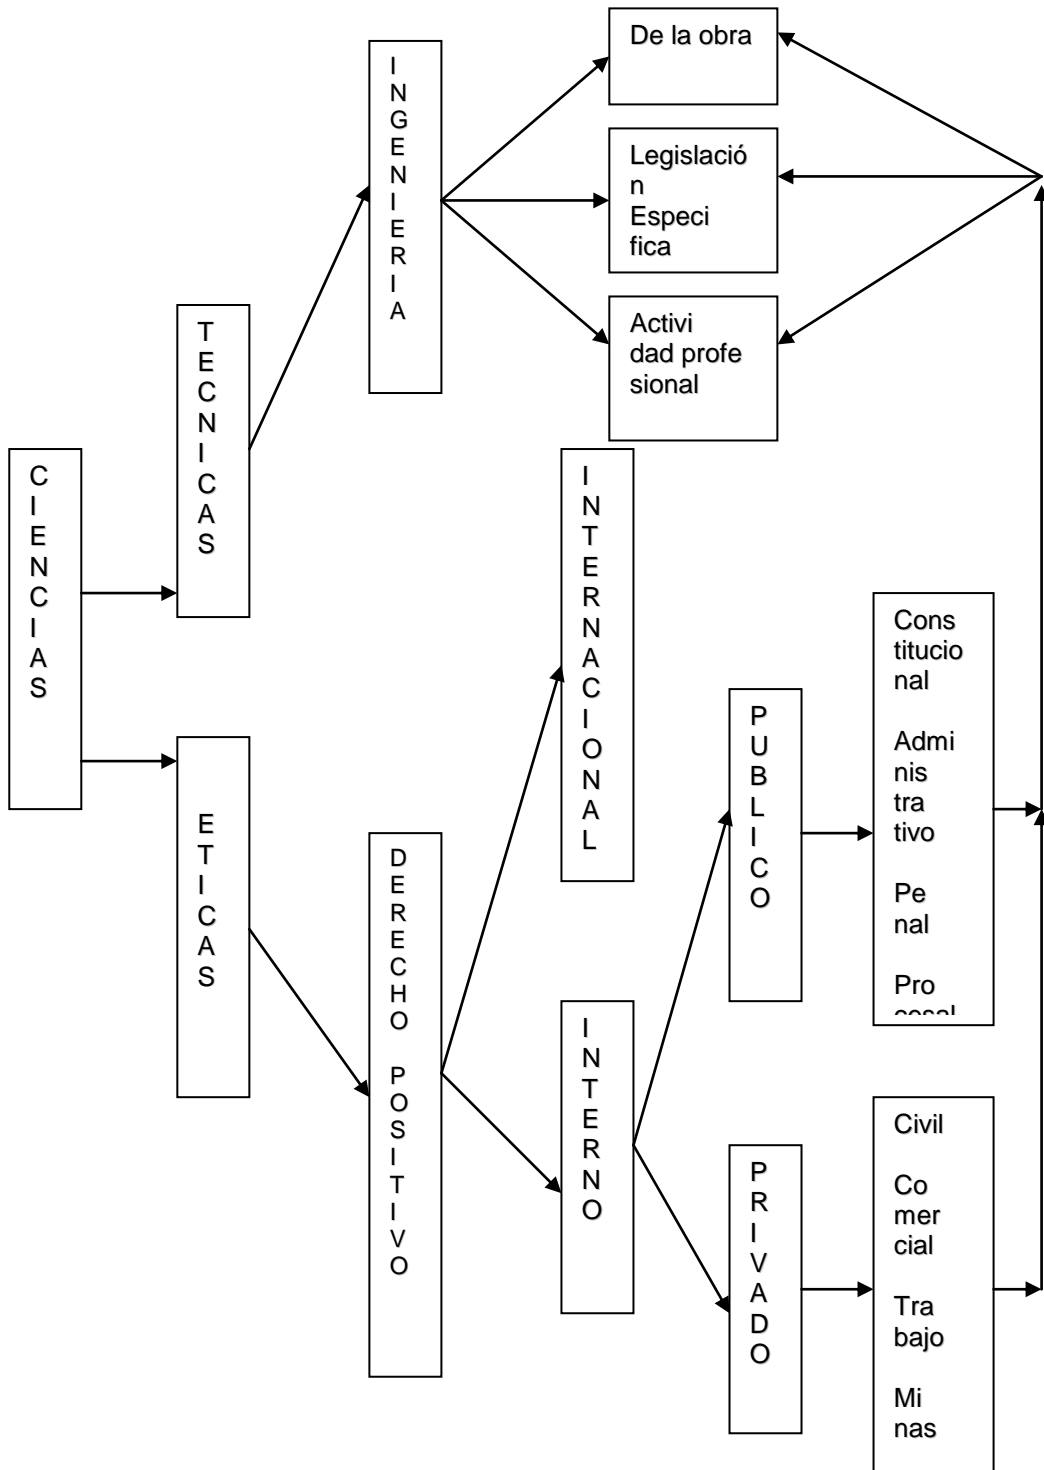 CIENCIAS
TECNICAS
ETICAS
INGENIERIA
DERECHO POSITIVO
De la obra
Legislació
n
Especi
fica
Activi
dad profe
sional
INTERNACIONAL
INTERNO
PUBLICO
PRIVADO
Cons
titucio
nal
Admi
nis
tra
tivo
Pe
nal
Pro
cesal
Civil
Co
mer
cial
Tra
bajo
Mi
nas